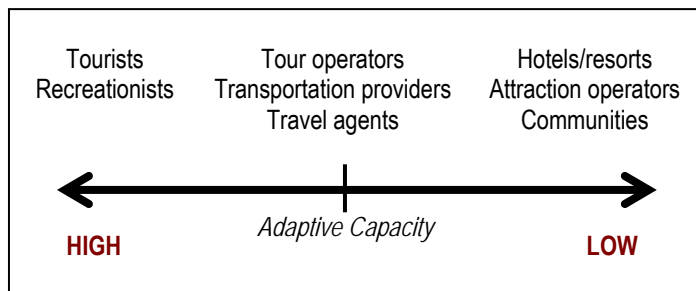 Tourists
Recreationists
Tour operators
Transportation providers
Travel agents
Hotels/resorts
Attraction operators
Communities
Adaptive Capacity
HIGH
LOW